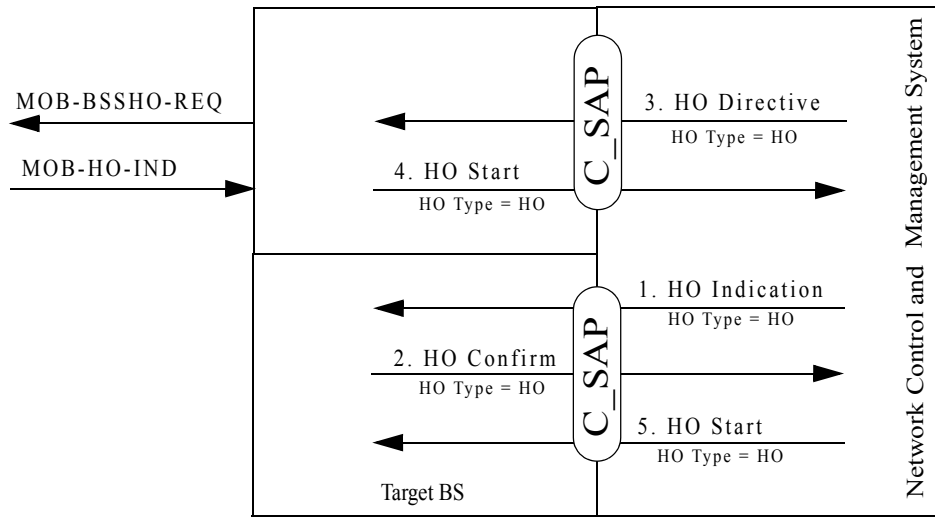 MOB-BSSHO-REQ
MOB-HO-IND
C_SAP
3. HO Directive
HO Type = HO
4. HO Start
HO Type = HO
C_SAP
1. HO Indication
HO Type = HO
2. HO Confirm
HO Type = HO
5. HO Start
HO Type = HO
Target BS
Network Control and Management System